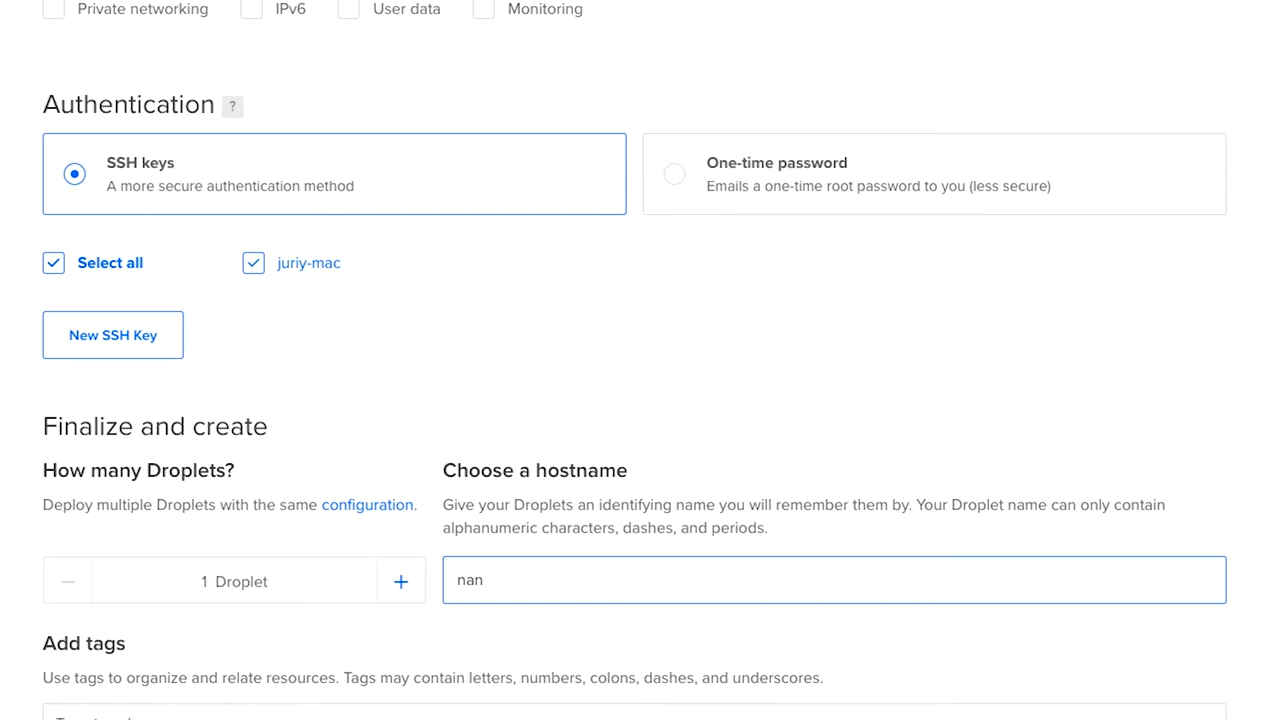 Private networking IPv6 User data Monitoring
Authentication ?
SSH keys
A more secure authentication method
One-time password
Emails a one-time root password to you (less secure)
Select all juriy-mac
New SSH Key
Finalize and create
How many Droplets?
Deploy multiple Droplets with the same configuration.
Choose a hostname
Give your Droplets an identifying name you will remember them by. Your Droplet name can only contain
alphanumeric characters, dashes, and periods.
1 Droplet
nan
Add tags
Use tags to organize and relate resources. Tags may contain letters, numbers, colons, dashes, and underscores.